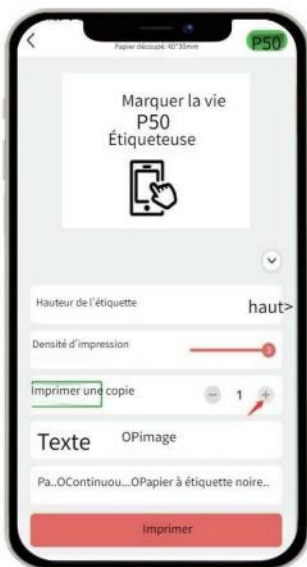 Papier découpé: 40*30mm
P50
Marquer la vie
P50
Étiqueteuse
Hauteur de l'étiquette haut>
Densité d'impression 3
Imprimer une copie 1
Texte OPimage
Pa..OContinuou...OPapier à étiquette noire..
Imprimer